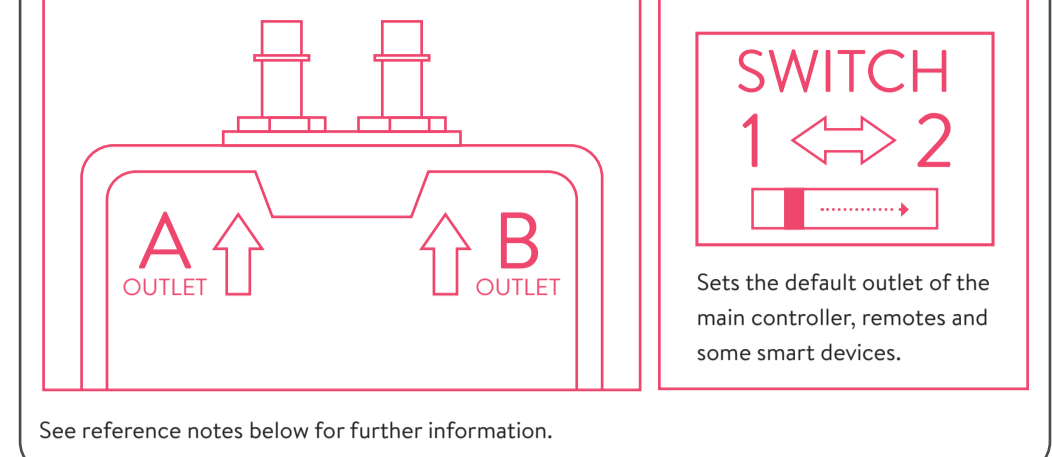 A
OUTLET
B
OUTLET
SWITCH
1 2
Sets the default outlet of the
main controller, remotes and
some smart devices.
See reference notes below for further information.